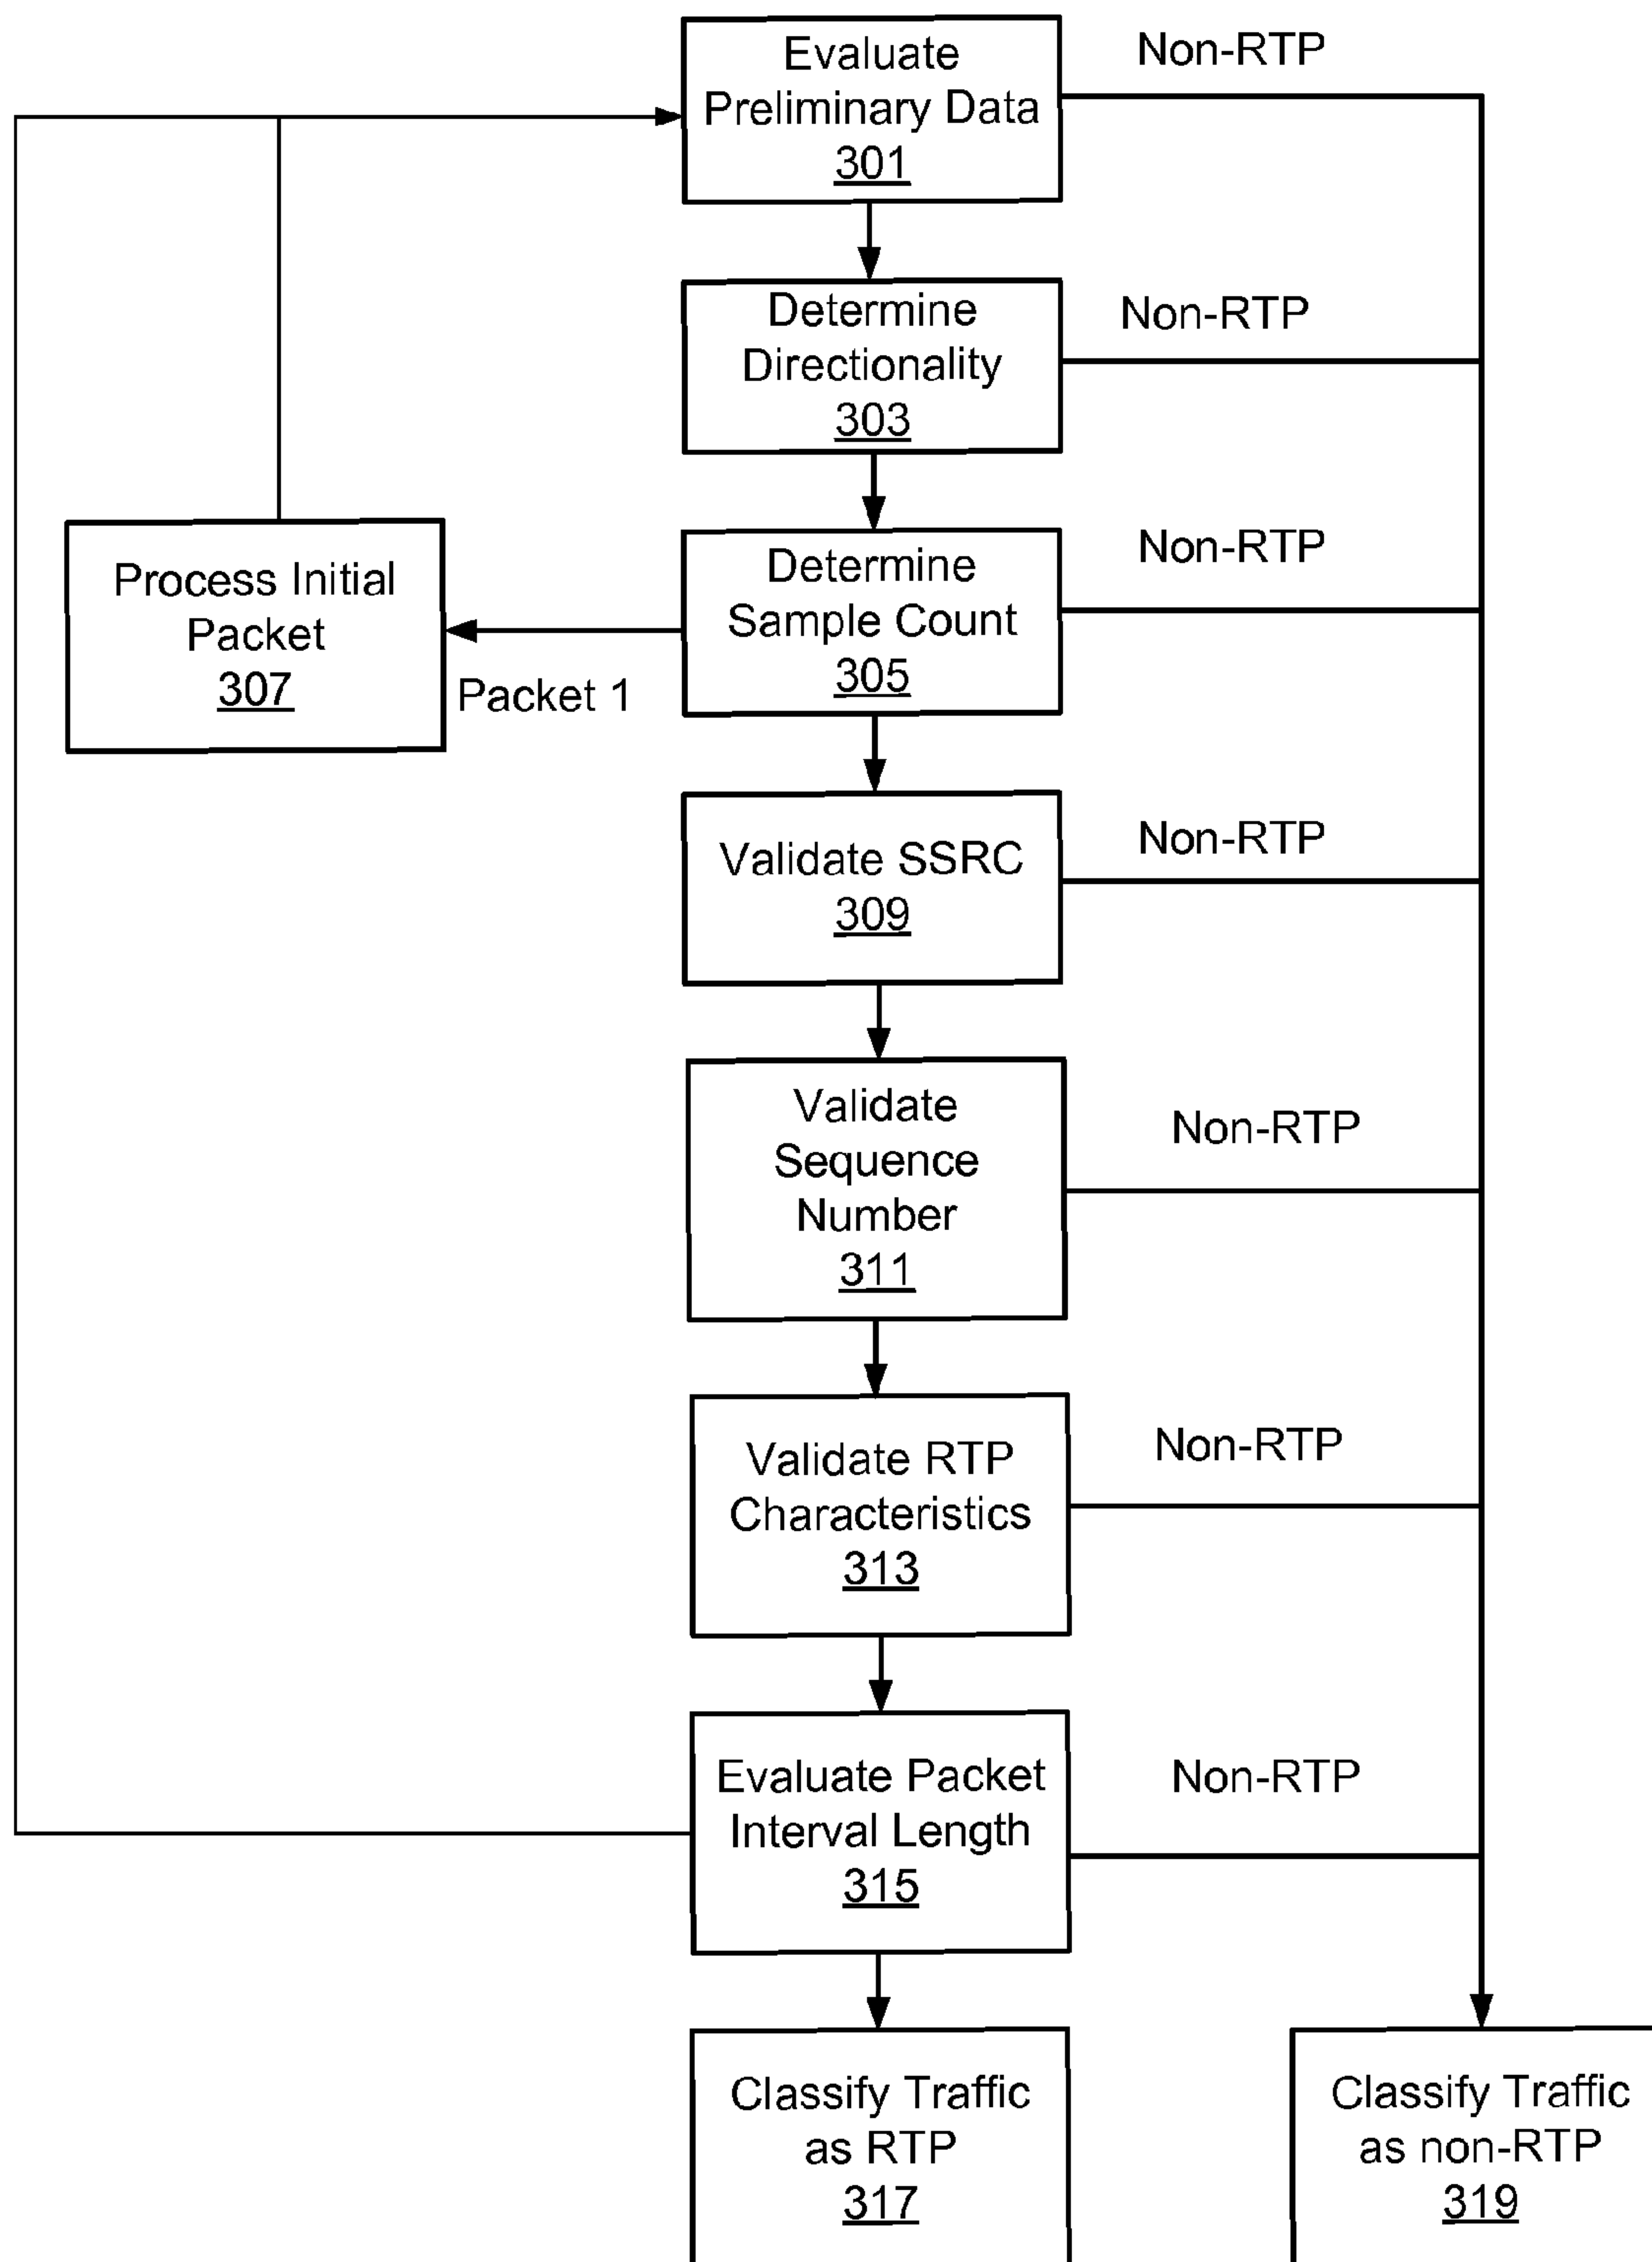 Evaluate
Preliminary Data
301
Non-RTP
Determine
Directionality
303
Non-RTP
Determine
Sample Count
305
Non-RTP
Process Initial
Packet
307
Packet 1
Validate SSRC
309
Non-RTP
Validate
Sequence
Number
311
Non-RTP
Validate RTP
Characteristics
313
Non-RTP
Evaluate Packet
Interval Length
315
Non-RTP
Classify Traffic
as RTP
317
Classify Traffic
as non-RTP
319